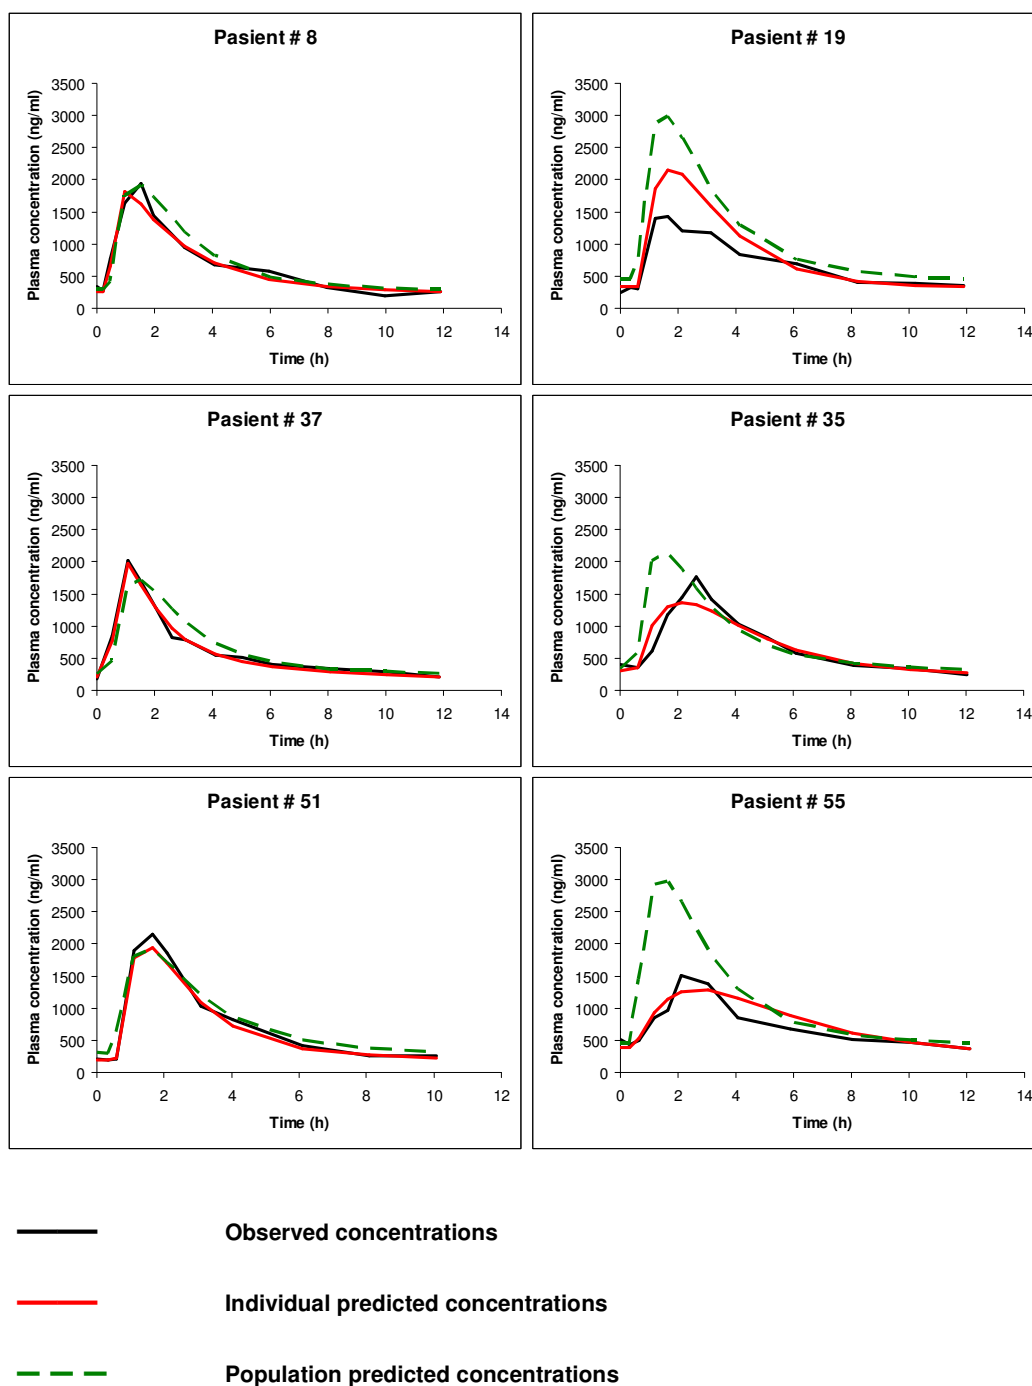 Pasient # 8
Plasma concentration (ng/ml)
3500
3000
2500
2000
1500
1000
500
0
0 2 4 6 8 10 12 14
Time (h)
Pasient # 19
Plasma concentration (ng/ml)
3500
3000
2500
2000
1500
1000
500
0
0 2 4 6 8 10 12 14
Time (h)
Pasient # 37
Plasma concentration (ng/ml)
3500
3000
2500
2000
1500
1000
500
0
0 2 4 6 8 10 12 14
Time (h)
Pasient # 35
Plasma concentration (ng/ml)
3500
3000
2500
2000
1500
1000
500
0
0 2 4 6 8 10 12 14
Time (h)
Pasient # 51
Plasma concentration (ng/ml)
3500
3000
2500
2000
1500
1000
500
0
0 2 4 6 8 10 12
Time (h)
Pasient # 55
Plasma concentration (ng/ml)
3500
3000
2500
2000
1500
1000
500
0
0 2 4 6 8 10 12 14
Time (h)
Observed concentrations
Individual predicted concentrations
Population predicted concentrations